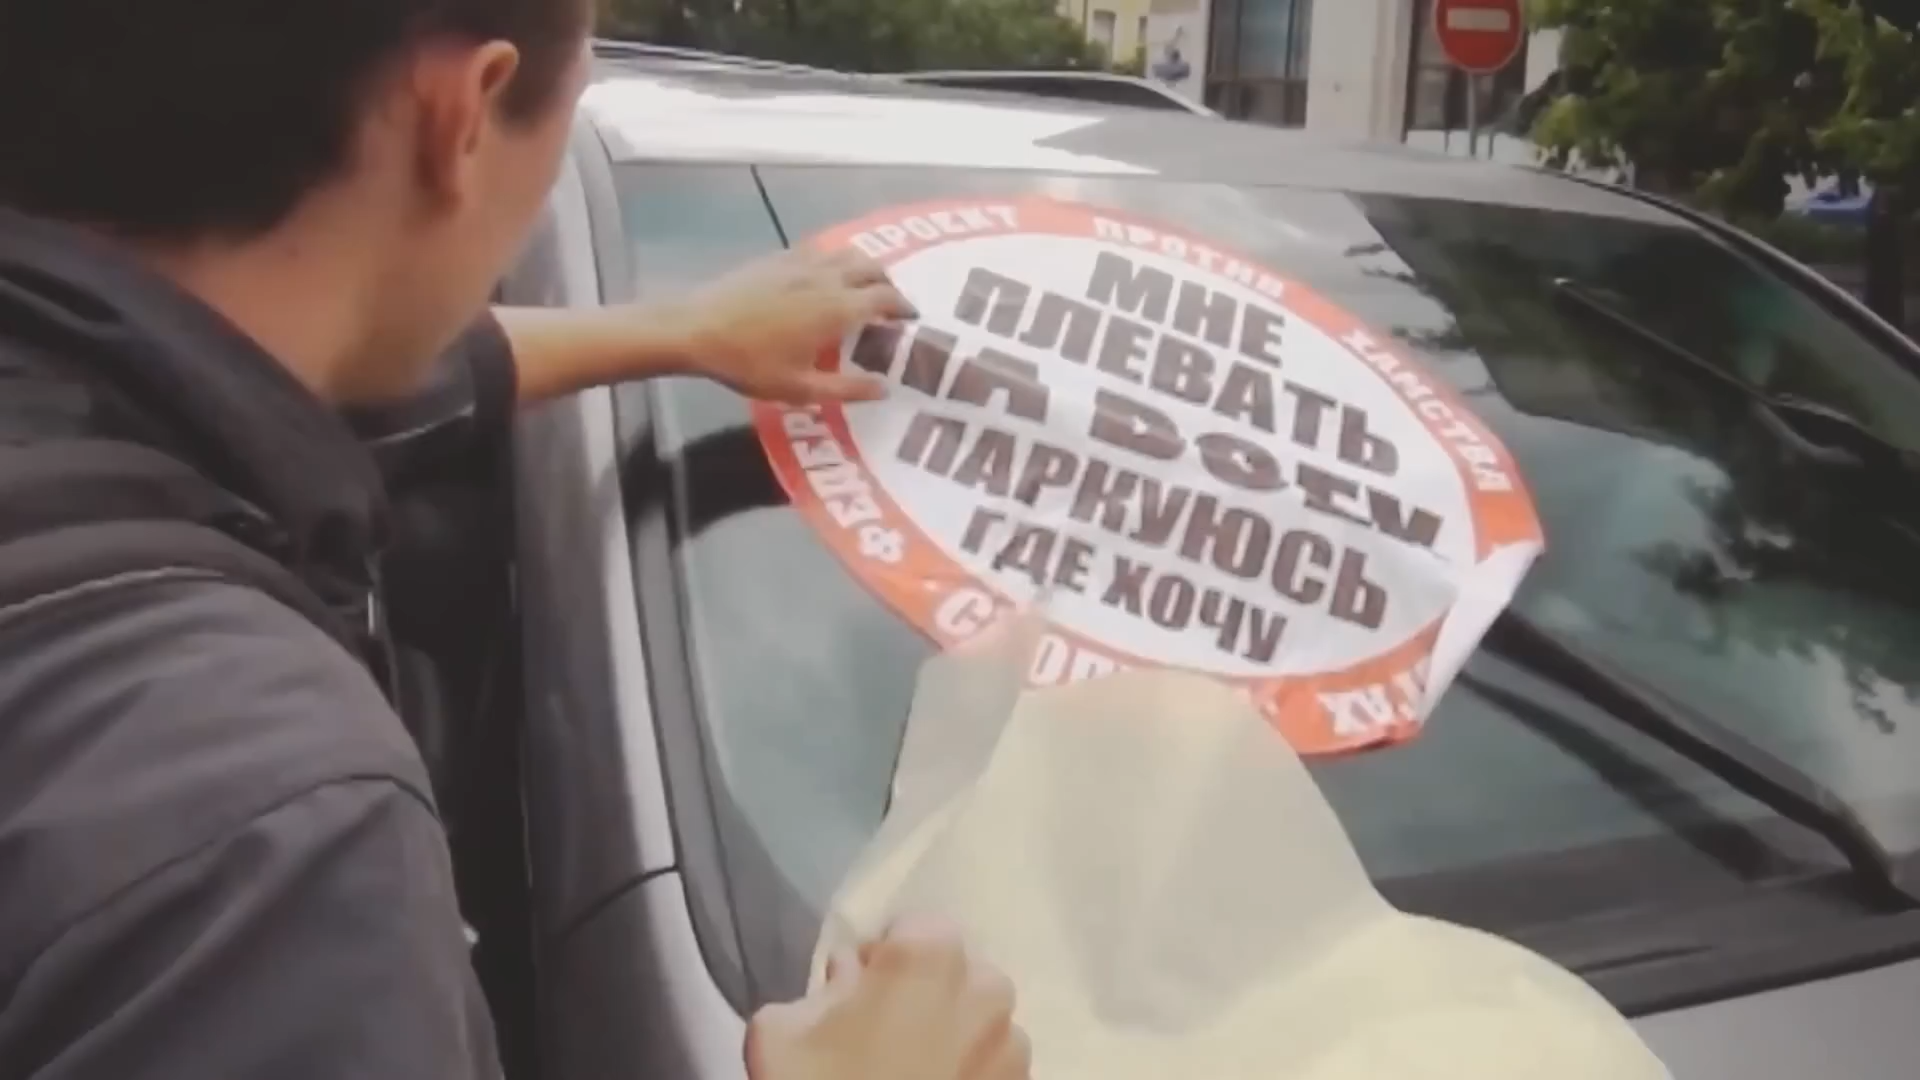 ПРОЕКТ ПРОТИВ ХАМСТВА
МНЕ
ПЛЕВАТЬ
НА ВСЕХ
ПАРКУЮСЬ
ГДЕ ХОЧУ